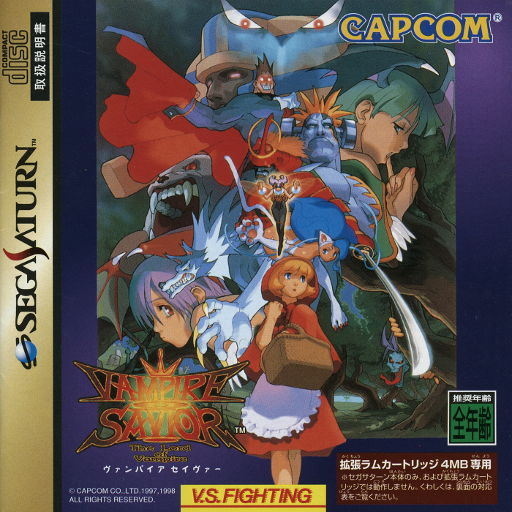 COMPACT
disc
取扱説明書
SEGA SATURN™
CAPCOM®
VAMPIRE
SAVIOR™
The Lord
of
Vampire
ヴァンパイア セイヴァー
© CAPCOM CO.,LTD.1997,1998
ALL RIGHTS RESERVED.
V.S. FIGHTING
推奨年齢
全年齢
拡張ラムカートリッジ4MB専用
※セガサターン本体のみ、および拡張ラムカート
リッジでは動作しません。くわしくは、裏面の対応
表をご覧ください。